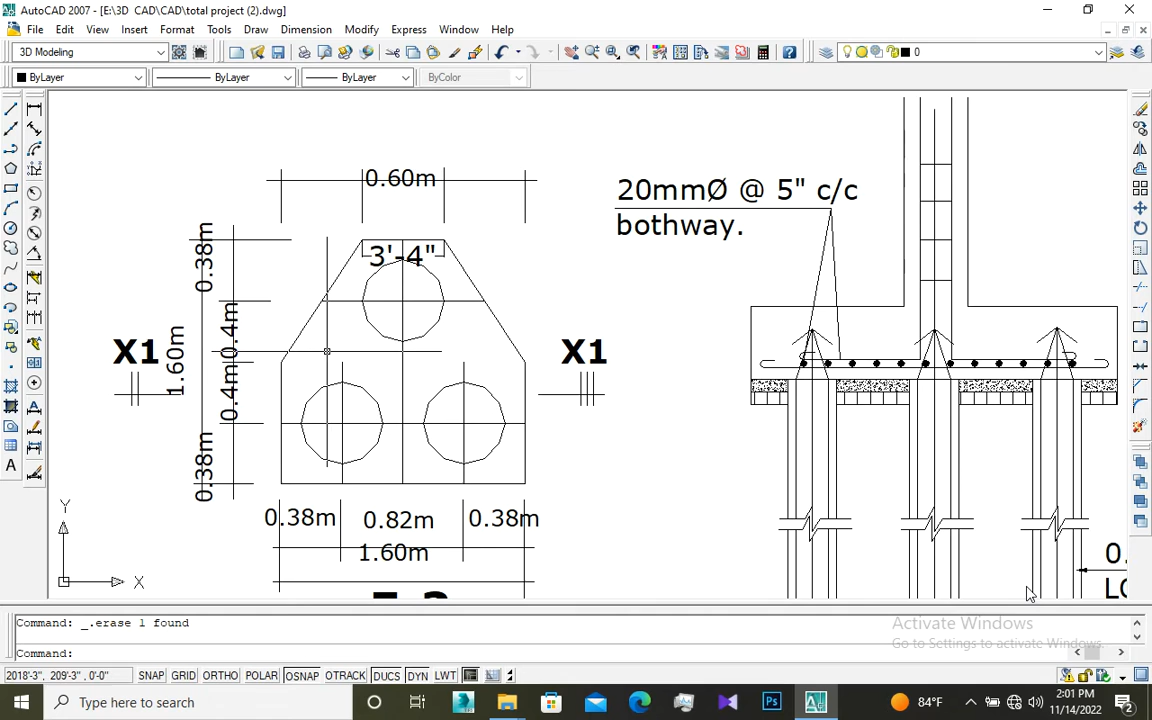 AutoCAD 2007 - [E:\3D CAD\CAD\total project (2).dwg]
File Edit View Insert Format Tools Draw Dimension Modify Express Window Help
3D Modeling
0
ByLayer
ByLayer
ByLayer
ByColor
0.60m
3'-4"
0.38m
0.4m
1.60m
0.4m
0.38m
X1
X1
0.38m
0.82m
0.38m
1.60m
20mmØ @ 5" c/c
bothway.
Y
X
A
Command: _.erase 1 found
Command:
Activate Windows
Go to Settings to activate Windows.
2018'-3", 209'-3", 0'-0"
SNAP GRID ORTHO POLAR OSNAP OTRACK DUCS DYN LWT
Type here to search
Ps
84°F
2:01 PM
11/14/2022
2